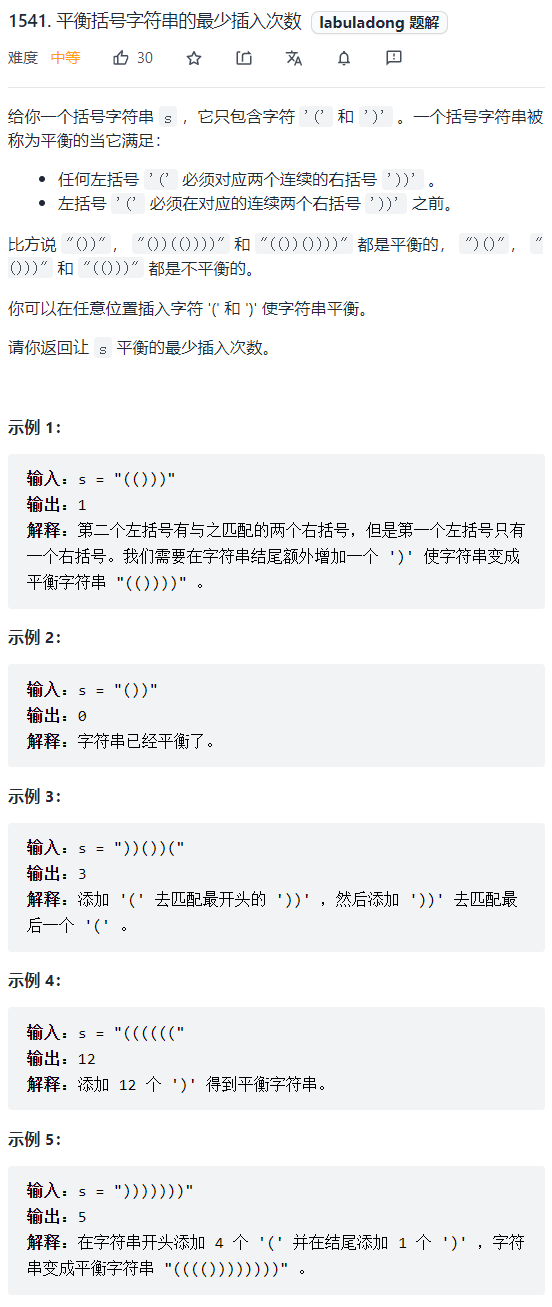 1541. 平衡括号字符串的最少插入次数 labuladong 题解
难度 中等 30
给你一个括号字符串 s ，它只包含字符 '(' 和 ')' 。一个括号字符串被
称为平衡的当它满足：
• 任何左括号 '(' 必须对应两个连续的右括号 '))' 。
• 左括号 '(' 必须在对应的连续两个右括号 '))' 之前。
比方说 "())"， "())(())))" 和 "(())())))" 都是平衡的， ")()"， "
()))" 和 "(()))" 都是不平衡的。
你可以在任意位置插入字符 '(' 和 ')' 使字符串平衡。
请你返回让 s 平衡的最少插入次数。
示例 1：
输入：s = "(()))"
输出：1
解释：第二个左括号有与之匹配的两个右括号，但是第一个左括号只有
一个右括号。我们需要在字符串结尾额外增加一个 ')' 使字符串变成
平衡字符串 "(())))" 。
示例 2：
输入：s = "())"
输出：0
解释：字符串已经平衡了。
示例 3：
输入：s = "))())("
输出：3
解释：添加 '(' 去匹配最开头的 '))' ，然后添加 '))' 去匹配最
后一个 '(' 。
示例 4：
输入：s = "(((((("
输出：12
解释：添加 12 个 ')' 得到平衡字符串。
示例 5：
输入：s = ")))))))"
输出：5
解释：在字符串开头添加 4 个 '(' 并在结尾添加 1 个 ')' ，字符
串变成平衡字符串 "(((())))))))" 。